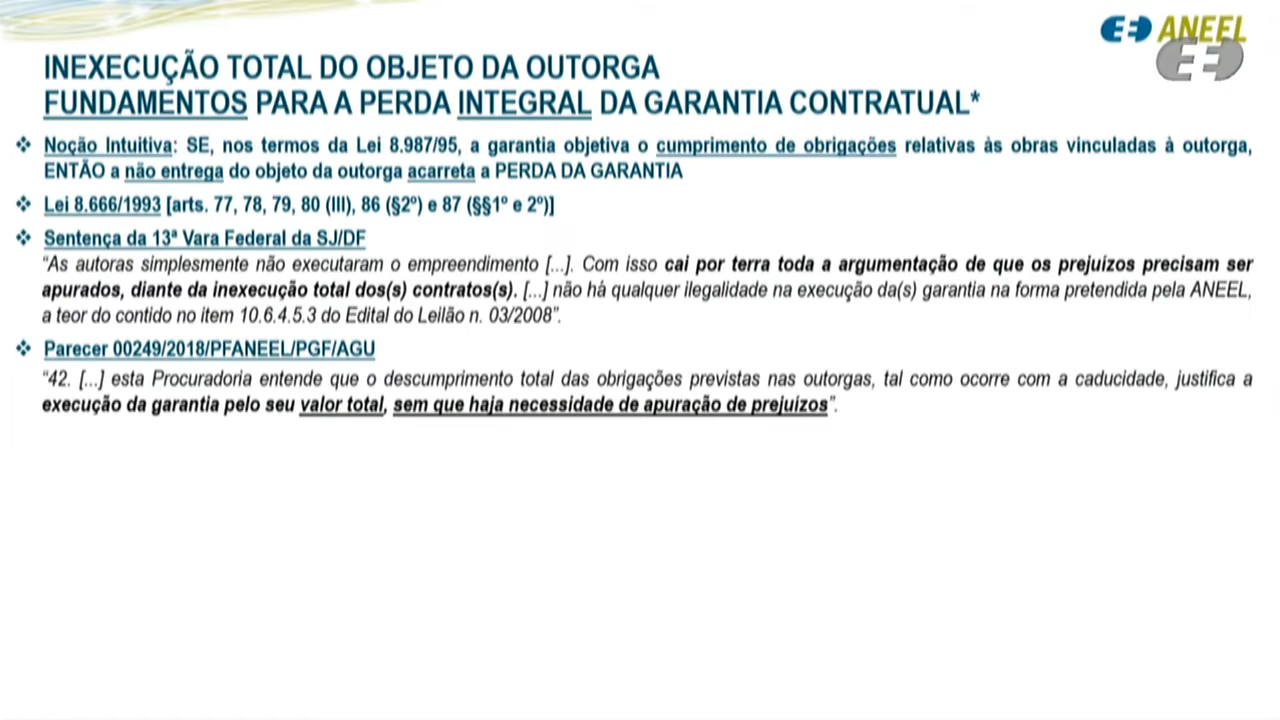 ANEEL
INEXECUÇÃO TOTAL DO OBJETO DA OUTORGA
FUNDAMENTOS PARA A PERDA INTEGRAL DA GARANTIA CONTRATUAL*
❖ Noção Intuitiva: SE, nos termos da Lei 8.987/95, a garantia objetiva o cumprimento de obrigações relativas às obras vinculadas à outorga,
ENTÃO a não entrega do objeto da outorga acarreta a PERDA DA GARANTIA
❖ Lei 8.666/1993 [arts. 77, 78, 79, 80 (III), 86 (§2º) e 87 (§§1º e 2º)]
❖ Sentença da 13ª Vara Federal da SJ/DF
“As autoras simplesmente não executaram o empreendimento [...]. Com isso cai por terra toda a argumentação de que os prejuízos precisam ser
apurados, diante da inexecução total dos(s) contratos(s). [...] não há qualquer ilegalidade na execução da(s) garantia na forma pretendida pela ANEEL,
a teor do contido no item 10.6.4.5.3 do Edital do Leilão n. 03/2008”.
❖ Parecer 00249/2018/PFANEEL/PGF/AGU
“42. [...] esta Procuradoria entende que o descumprimento total das obrigações previstas nas outorgas, tal como ocorre com a caducidade, justifica a
execução da garantia pelo seu valor total, sem que haja necessidade de apuração de prejuízos”.